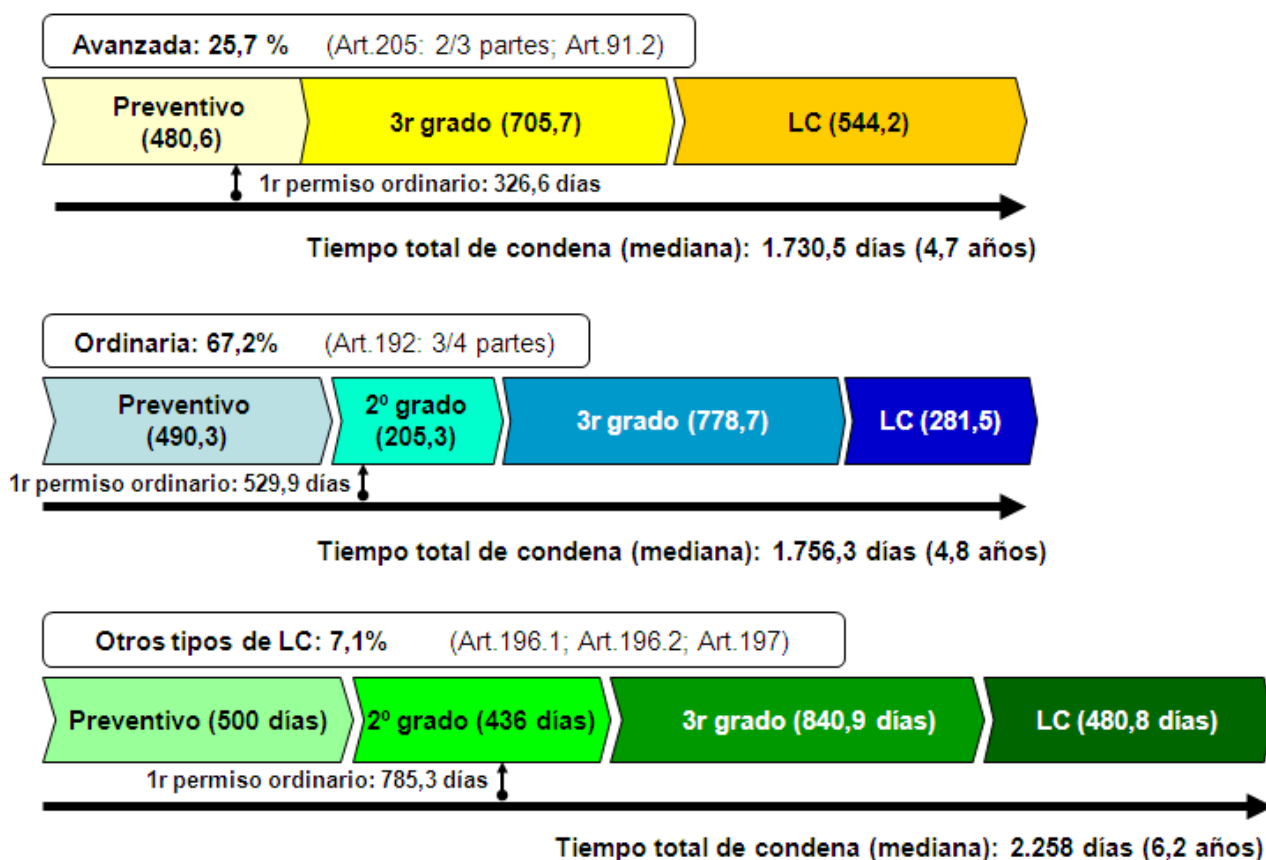 Avanzada: 25,7 % (Art.205: 2/3 partes; Art.91.2)
Preventivo
(480,6)
3r grado (705,7)
LC (544,2)
1r permiso ordinario: 326,6 días
Tiempo total de condena (mediana): 1.730,5 días (4,7 años)
Ordinaria: 67,2% (Art.192: 3/4 partes)
Preventivo
(490,3)
2º grado
(205,3)
3r grado (778,7)
LC (281,5)
1r permiso ordinario: 529,9 días
Tiempo total de condena (mediana): 1.756,3 días (4,8 años)
Otros tipos de LC: 7,1% (Art.196.1; Art.196.2; Art.197)
Preventivo (500 días)
2º grado (436 días)
3r grado (840,9 días)
LC (480,8 días)
1r permiso ordinario: 785,3 días
Tiempo total de condena (mediana): 2.258 días (6,2 años)